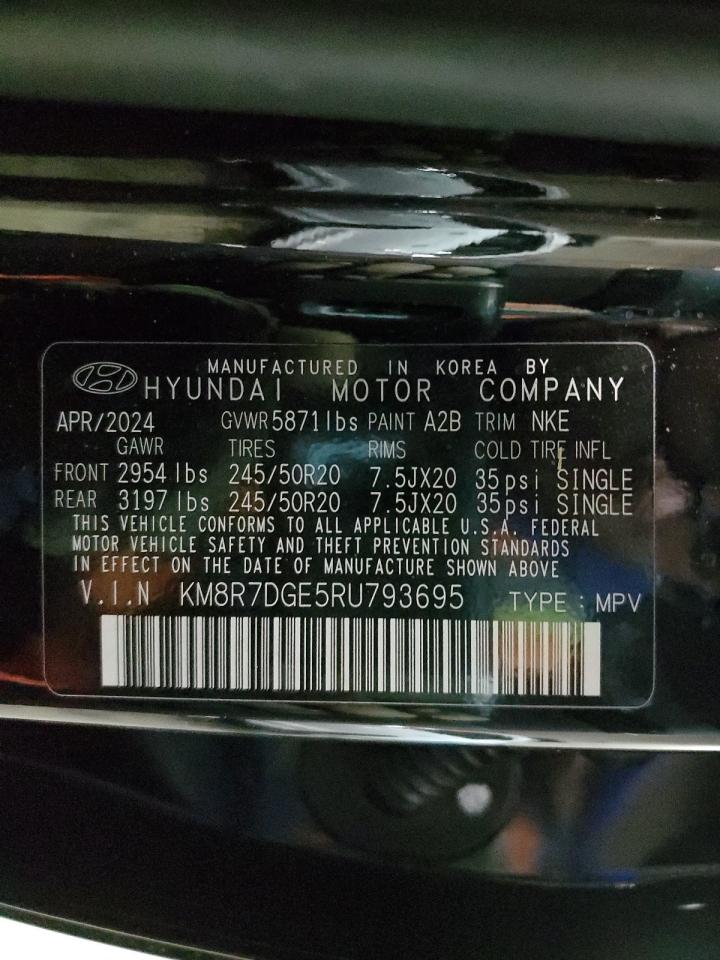 MANUFACTURED IN KOREA BY
HYUNDAI MOTOR COMPANY
APR/2024 GVWR 5871 lbs PAINT A2B TRIM NKE
GAWR TIRES RIMS COLD TIRE INFL
FRONT 2954 lbs 245/50R20 7.5JX20 35psi SINGLE
REAR 3197 lbs 245/50R20 7.5JX20 35psi SINGLE
THIS VEHICLE CONFORMS TO ALL APPLICABLE U.S.A. FEDERAL
MOTOR VEHICLE SAFETY AND THEFT PREVENTION STANDARDS
IN EFFECT ON THE DATE OF MANUFACTURE SHOWN ABOVE
V.I.N KM8R7DGE5RU793695 TYPE : MPV